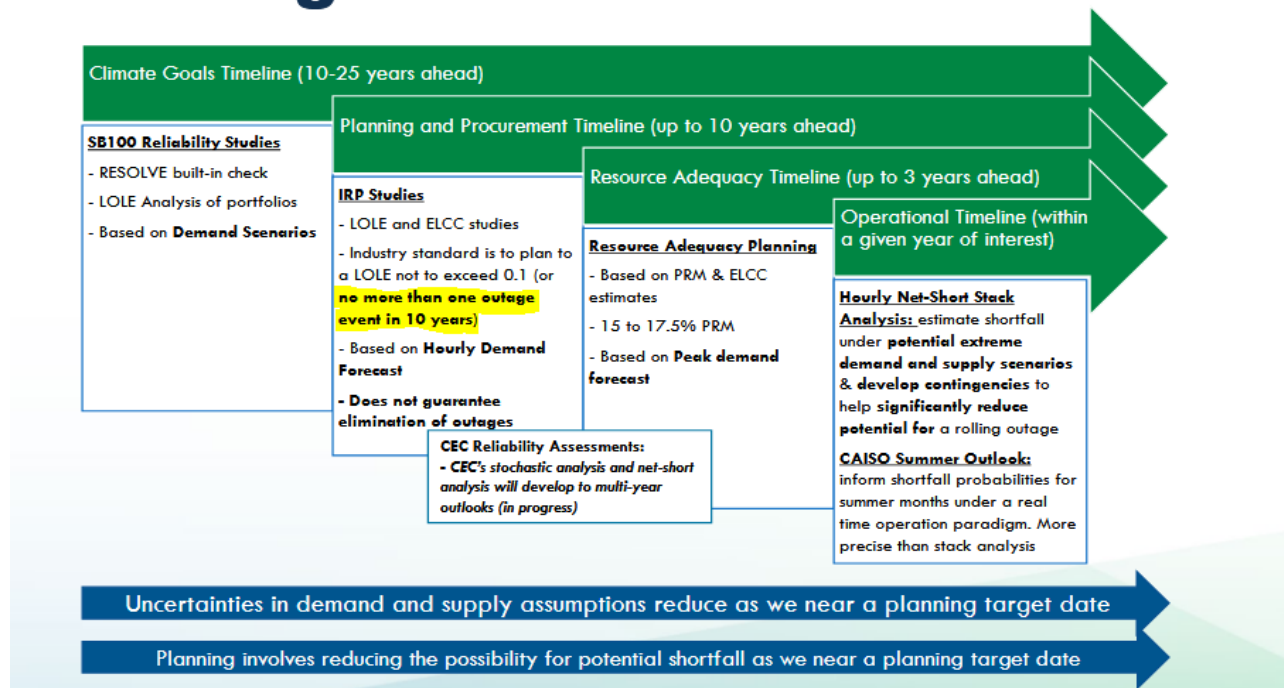 Climate Goals Timeline (10-25 years ahead)
SB100 Reliability Studies
- RESOLVE built-in check
- LOLE Analysis of portfolios
- Based on Demand Scenarios
Planning and Procurement Timeline (up to 10 years ahead)
IRP Studies
- LOLE and ELCC studies
- Industry standard is to plan to
a LOLE not to exceed 0.1 (or
no more than one outage
event in 10 years)
- Based on Hourly Demand
Forecast
- Does not guarantee
elimination of outages
CEC Reliability Assessments:
- CEC's stochastic analysis and net-short
analysis will develop to multi-year
outlooks (in progress)
Resource Adequacy Timeline (up to 3 years ahead)
Resource Adequacy Planning
- Based on PRM & ELCC
estimates
- 15 to 17.5% PRM
- Based on Peak demand
forecast
Operational Timeline (within
a given year of interest)
Hourly Net-Short Stack
Analysis: estimate shortfall
under potential extreme
demand and supply scenarios
& develop contingencies to
help significantly reduce
potential for a rolling outage
CAISO Summer Outlook:
inform shortfall probabilities for
summer months under a real
time operation paradigm. More
precise than stack analysis
Uncertainties in demand and supply assumptions reduce as we near a planning target date
Planning involves reducing the possibility for potential shortfall as we near a planning target date